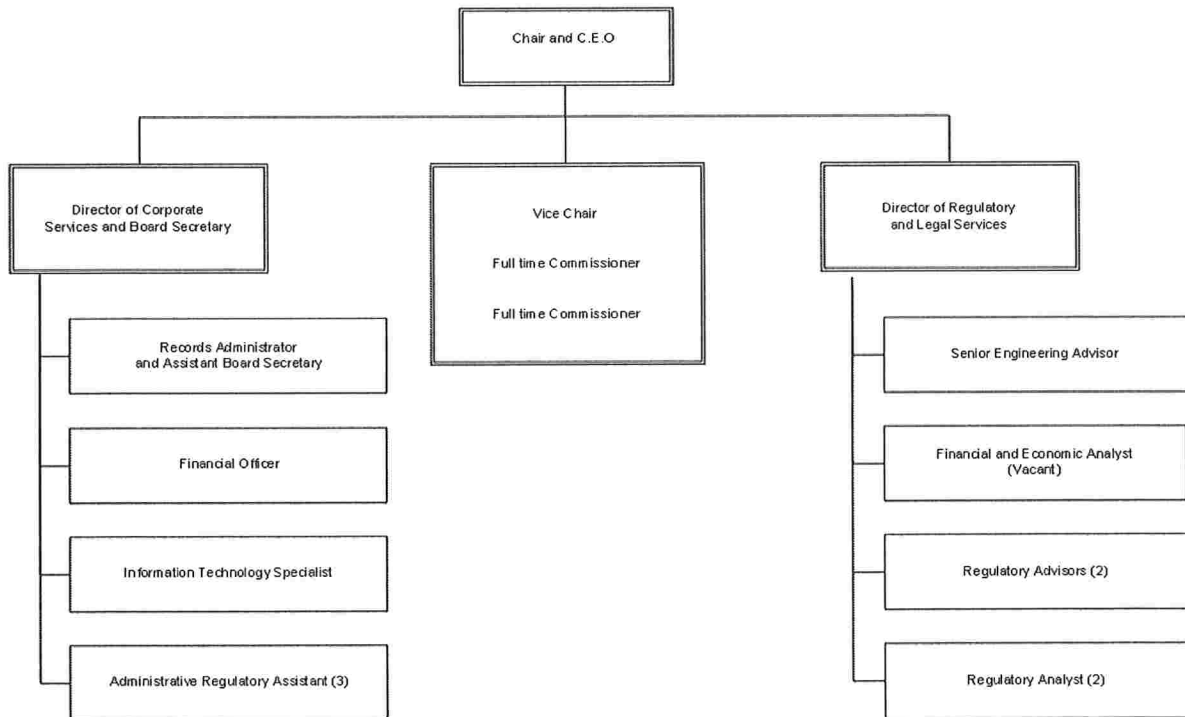 Chair and C.E.O
Director of Corporate
Services and Board Secretary
Vice Chair
Full time Commissioner
Full time Commissioner
Director of Regulatory
and Legal Services
Records Administrator
and Assistant Board Secretary
Financial Officer
Information Technology Specialist
Administrative Regulatory Assistant (3)
Senior Engineering Advisor
Financial and Economic Analyst
(Vacant)
Regulatory Advisors (2)
Regulatory Analyst (2)